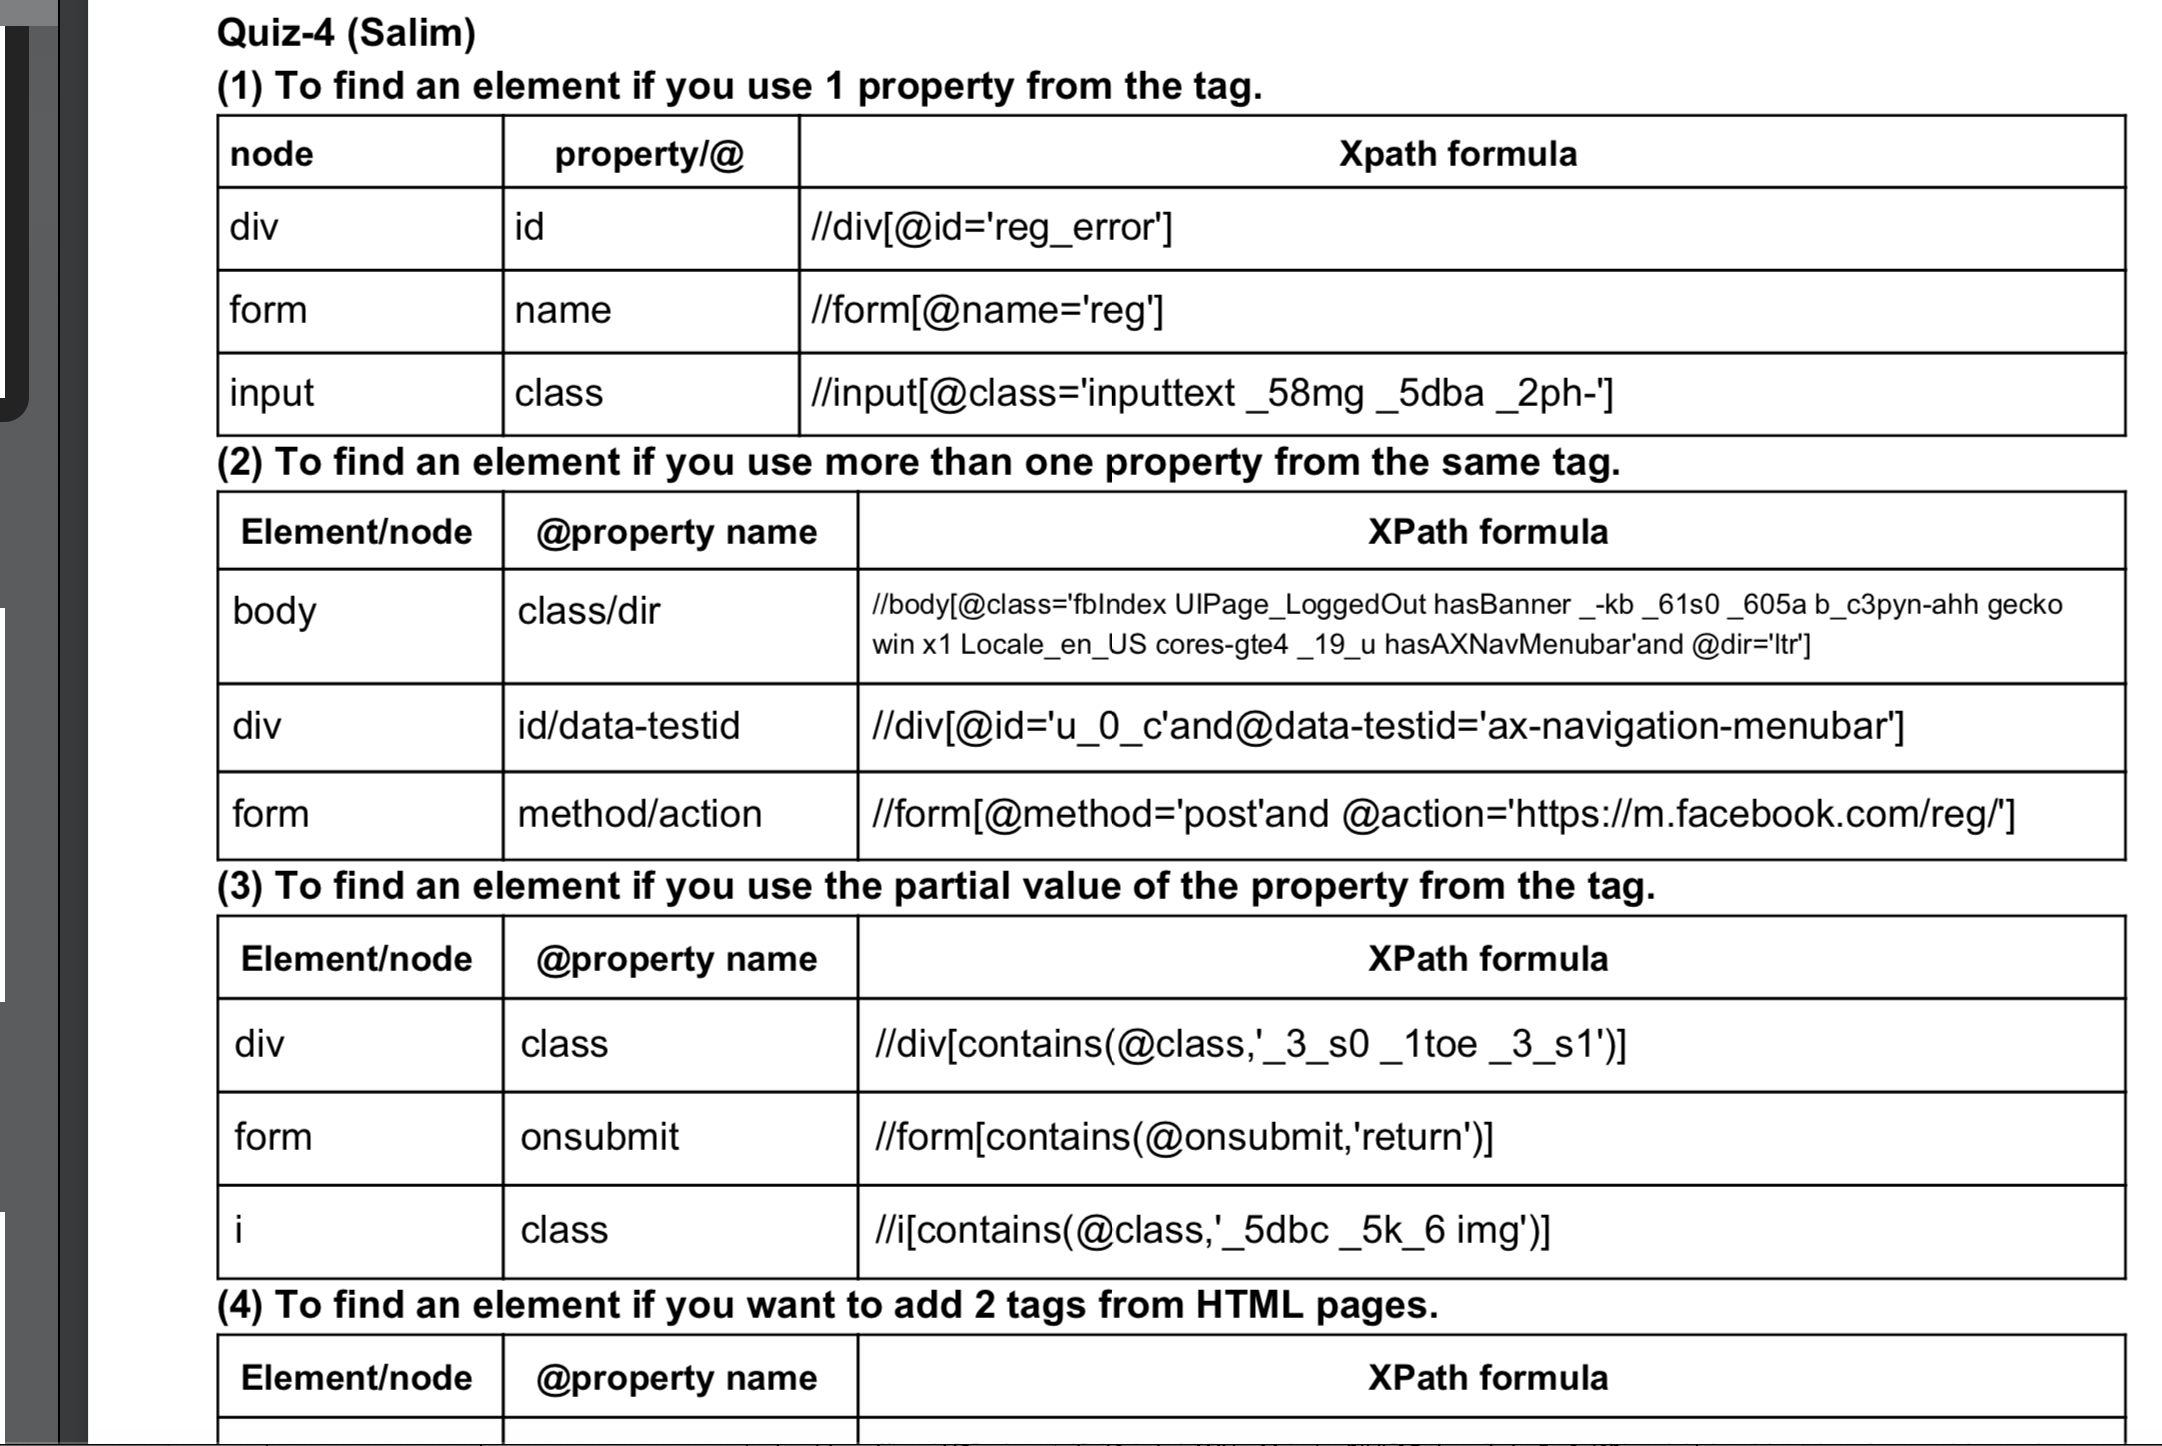 Quiz-4 (Salim)
(1) To find an element if you use 1 property from the tag.
node property/@ Xpath formula
div id //div[@id='reg_error']
form name //form[@name='reg']
input class //input[@class='inputtext _58mg _5dba _2ph-']
(2) To find an element if you use more than one property from the same tag.
Element/node @property name XPath formula
body class/dir //body[@class='fbIndex UIPage_LoggedOut hasBanner _-kb _61s0 _605a b_c3pyn-ahh gecko
win x1 Locale_en_US cores-gte4 _19_u hasAXNavMenubar'and @dir='ltr']
div id/data-testid //div[@id='u_0_c'and@data-testid='ax-navigation-menubar']
form method/action //form[@method='post'and @action='https://m.facebook.com/reg/']
(3) To find an element if you use the partial value of the property from the tag.
Element/node @property name XPath formula
div class //div[contains(@class,'_3_s0 _1toe _3_s1')]
form onsubmit //form[contains(@onsubmit,'return')]
i class //i[contains(@class,'_5dbc _5k_6 img')]
(4) To find an element if you want to add 2 tags from HTML pages.
Element/node @property name XPath formula